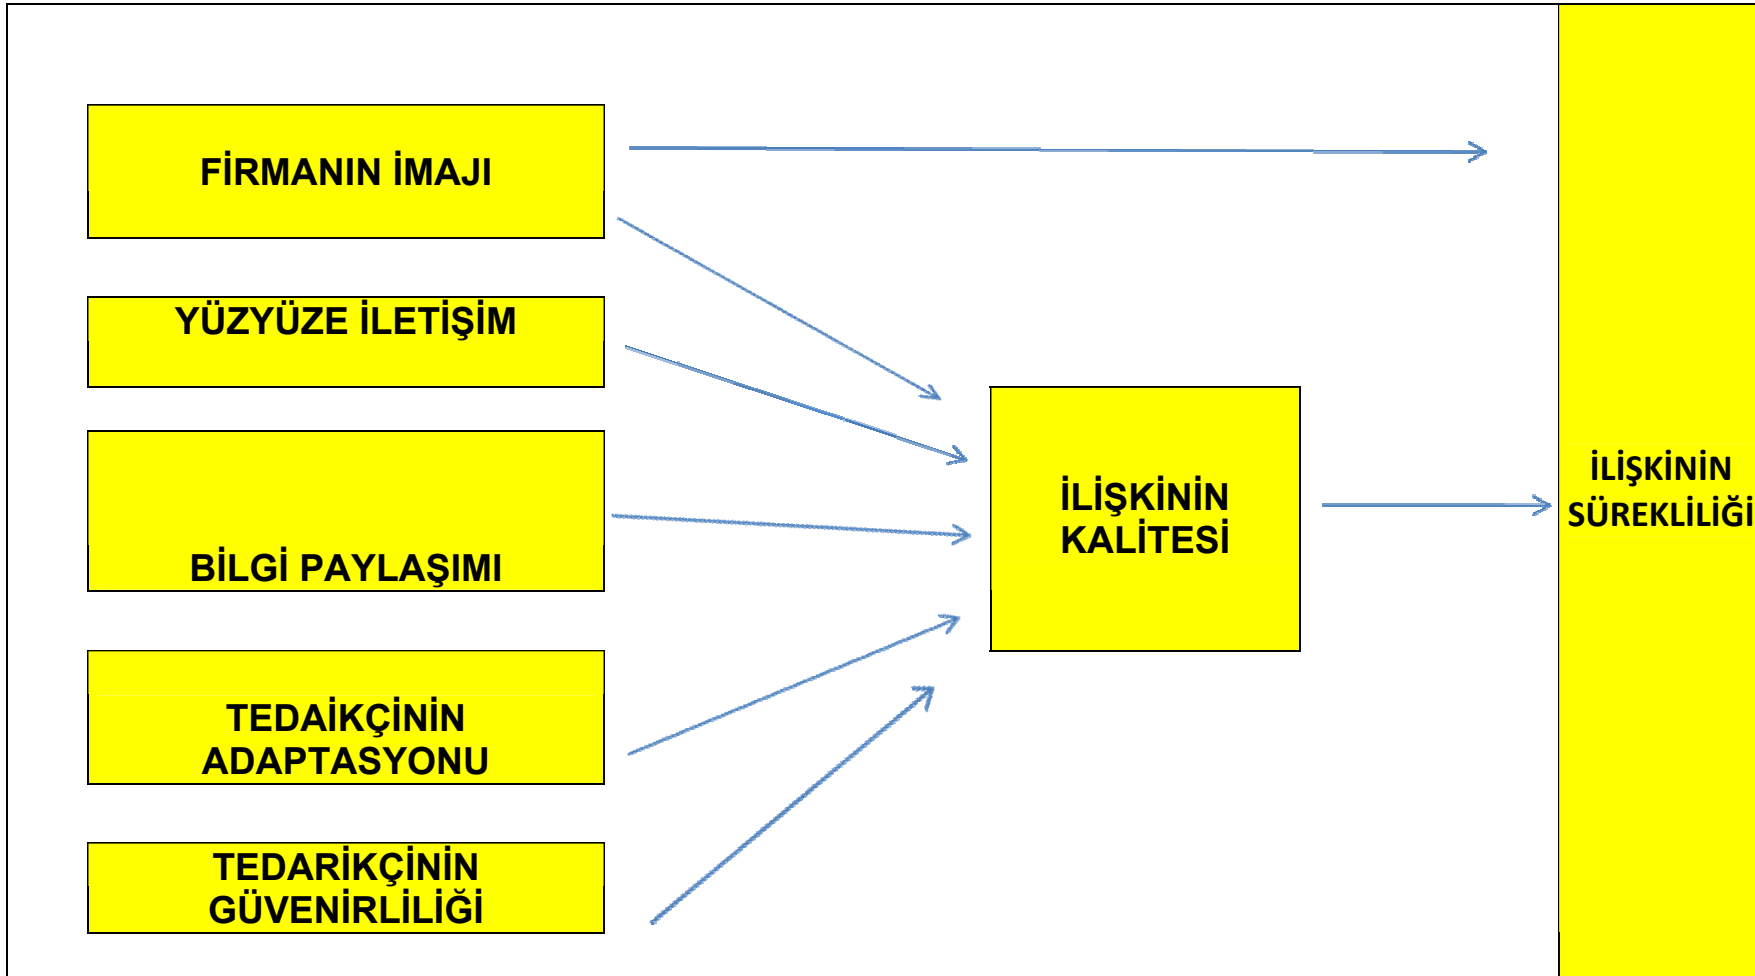 FİRMANIN İMAJI
YÜZYÜZE İLETİŞİM
BİLGİ PAYLAŞIMI
TEDAİKÇİNİN
ADAPTASYONU
TEDARİKÇİNİN
GÜVENİRLİLİĞİ
İLİŞKİNİN
KALİTESİ
İLİŞKİNİN
SÜREKLİLİĞİ